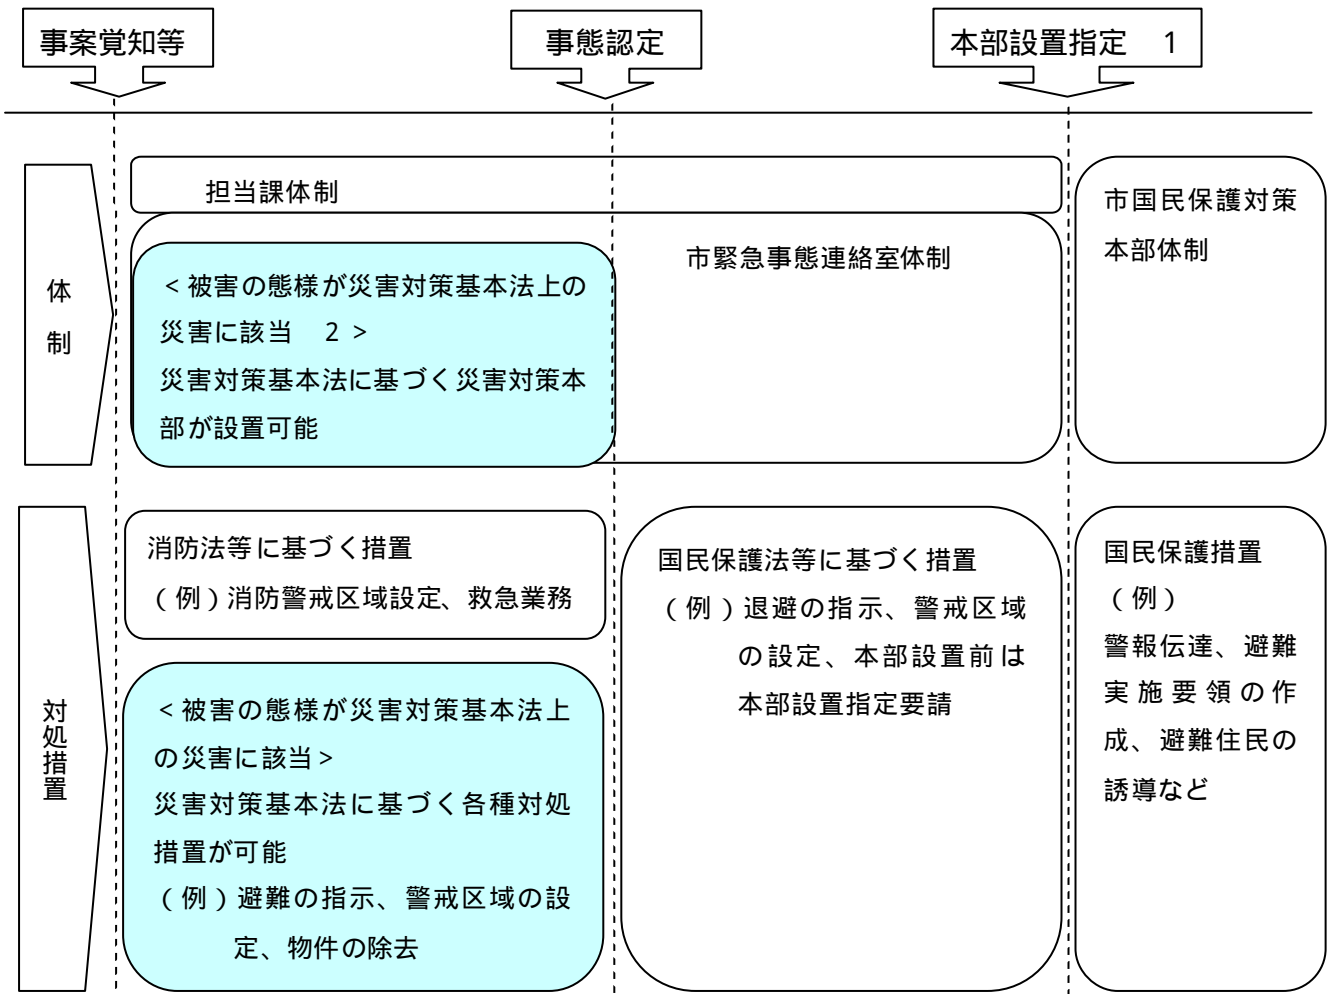 事案覚知等
事態認定
本部設置指定　1
体
制
担当課体制
市緊急事態連絡室体制
<被害の態様が災害対策基本法上の
災害に該当　2>
災害対策基本法に基づく災害対策本
部が設置可能
市国民保護対策
本部体制
対処措置
消防法等に基づく措置
(例)消防警戒区域設定、救急業務
<被害の態様が災害対策基本法上
の災害に該当>
災害対策基本法に基づく各種対処
措置が可能
(例)避難の指示、警戒区域の設
定、物件の除去
国民保護法等に基づく措置
(例)退避の指示、警戒区域
の設定、本部設置前は
本部設置指定要請
国民保護措置
(例)
警報伝達、避難
実施要領の作
成、避難住民の
誘導など